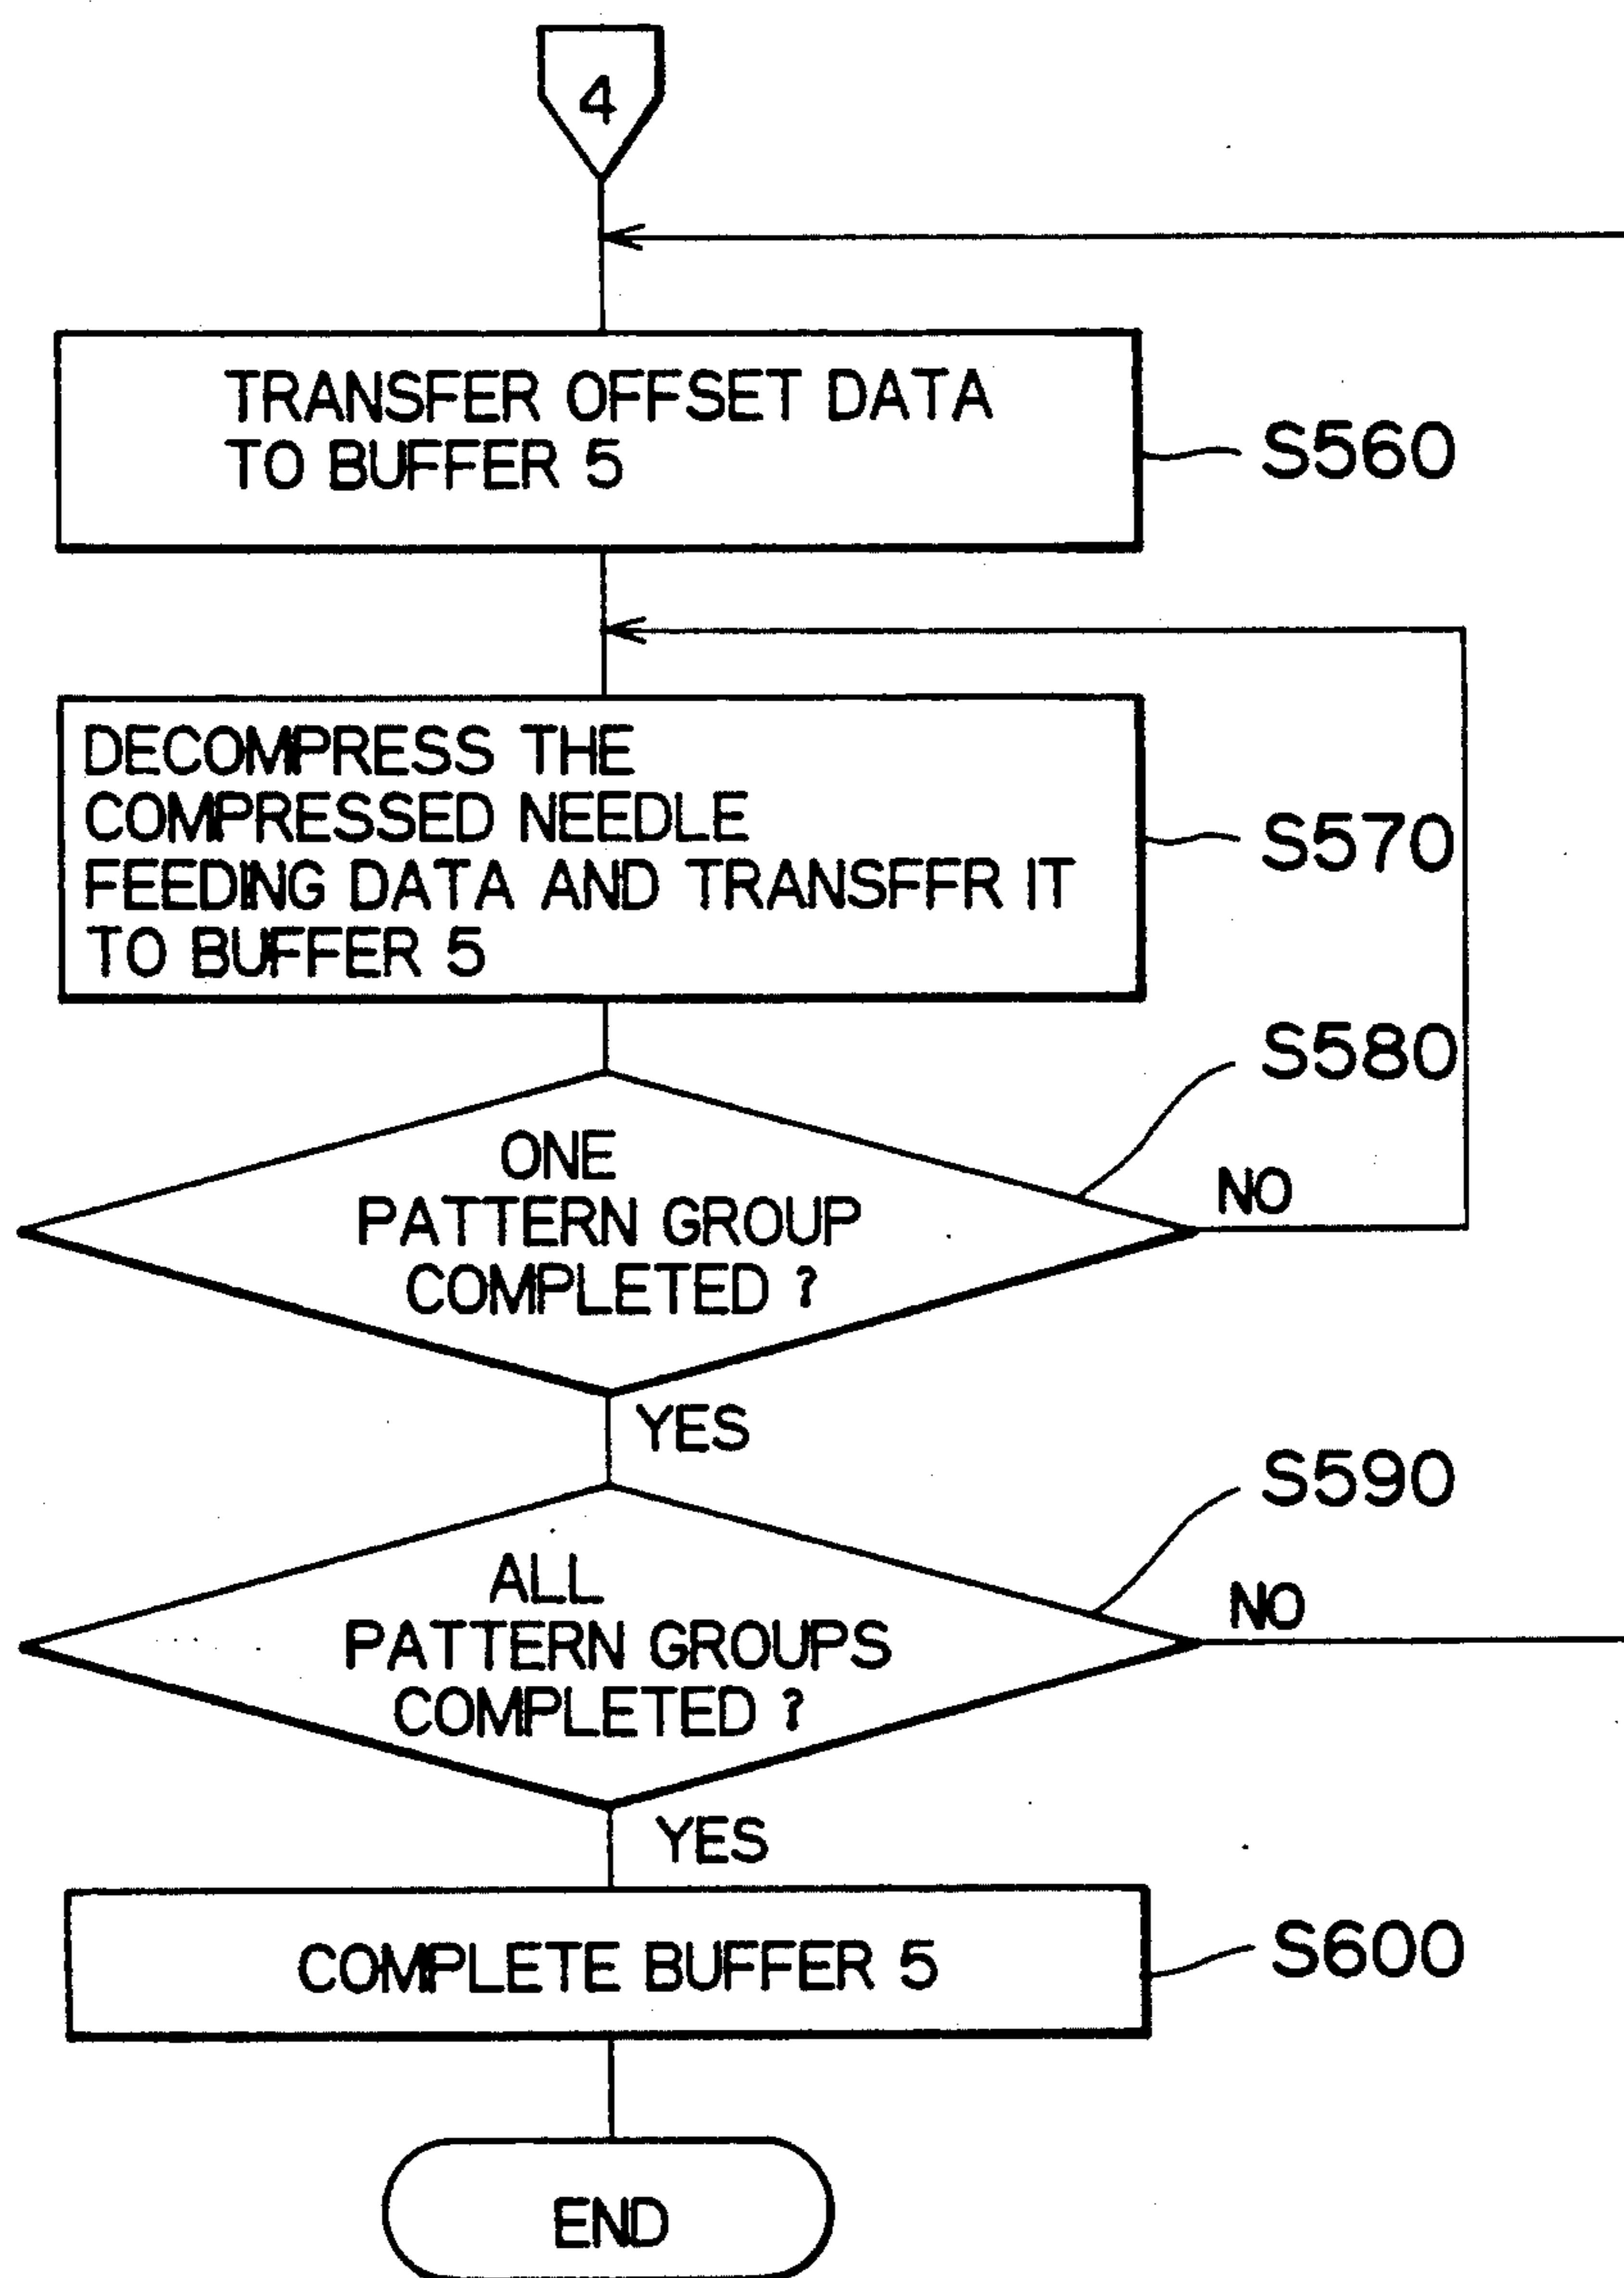 4
TRANSFER OFFSET DATA
TO BUFFER 5
S560
DECOMPRESS THE
COMPRESSED NEEDLE
FEEDING DATA AND TRANSFFR IT
TO BUFFER 5
S570
S580
ONE
PATTERN GROUP
COMPLETED ?
NO
YES
S590
ALL
PATTERN GROUPS
COMPLETED ?
NO
YES
COMPLETE BUFFER 5
S600
END